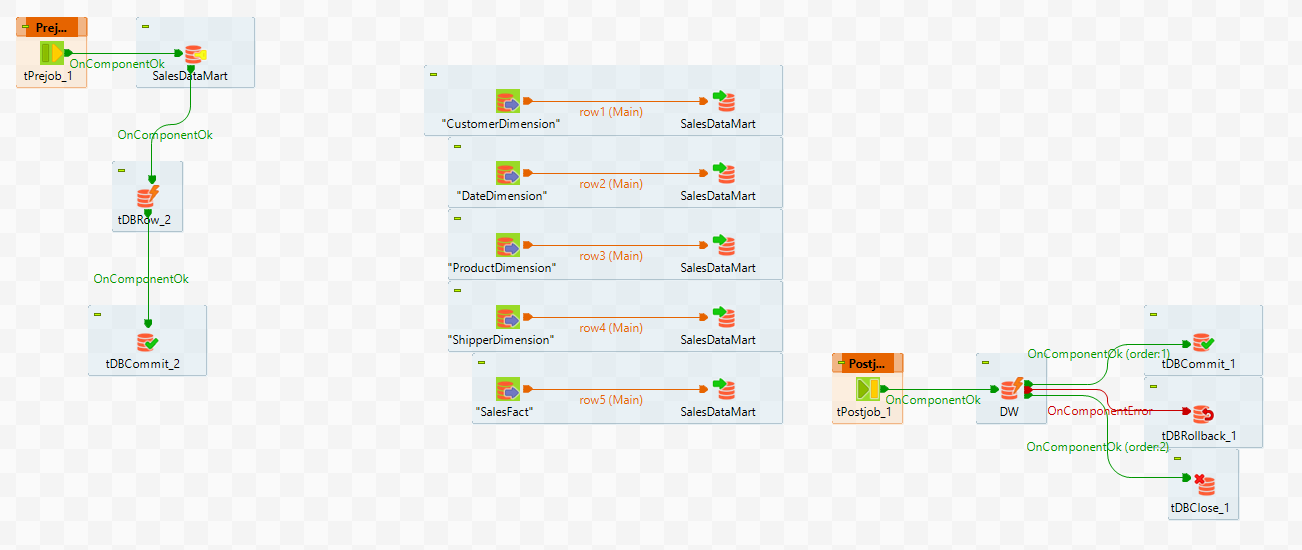 Prej...
OnComponentOk
tPrejob_1
SalesDataMart
OnComponentOk
tDBRow_2
OnComponentOk
tDBCommit_2
row1 (Main)
"CustomerDimension"
SalesDataMart
row2 (Main)
"DateDimension"
SalesDataMart
row3 (Main)
"ProductDimension"
SalesDataMart
row4 (Main)
"ShipperDimension"
SalesDataMart
row5 (Main)
"SalesFact"
SalesDataMart
Postj...
OnComponentOk
tPostjob_1
DW
OnComponentOk (order:1)
tDBCommit_1
OnComponentError
tDBRollback_1
OnComponentOk (order:2)
tDBClose_1